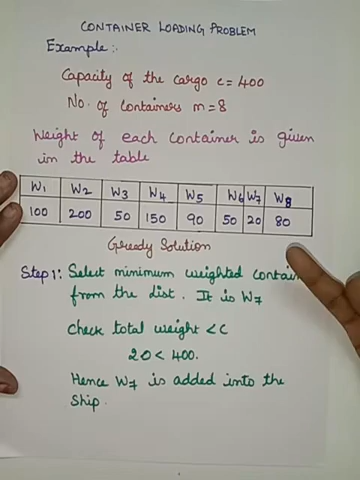 CONTAINER LOADING PROBLEM
Example:-
Capacity of the cargo c = 400
No. of Containers m = 8
Weight of each Container is given
in the table
W1 W2 W3 W4 W5 W6 W7 W8
100 200 50 150 90 50 20 80
Greedy Solution
Step 1: Select minimum weighted contain
from the list. It is W7
check total weight < C
20 < 400.
Hence W7 is added into the
Ship.